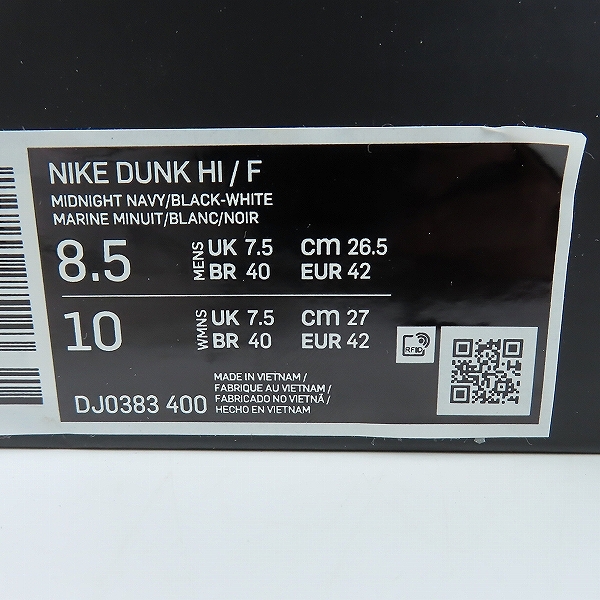 NIKE DUNK HI / F
MIDNIGHT NAVY/BLACK-WHITE
MARINE MINUIT/BLANC/NOIR
8.5 MENS UK 7.5 cm 26.5
BR 40 EUR 42
10 WMNS UK 7.5 cm 27
BR 40 EUR 42
RFID
MADE IN VIETNAM /
FABRIQUE AU VIETNAM /
FABRICADO NO VIETNÃ /
HECHO EN VIETNAM
DJ0383 400